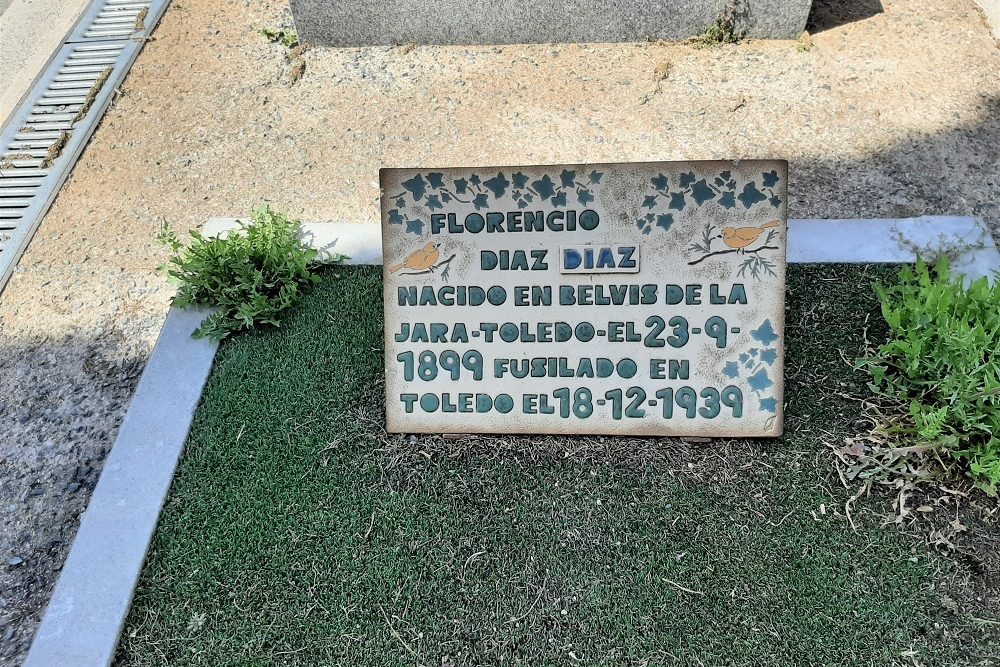 FLORENCIO
DIAZ DIAZ
NACIDO EN BELVIS DE LA
JARA-TOLEDO-EL 23-9-
1899 FUSILADO EN
TOLEDO EL 18-12-1939